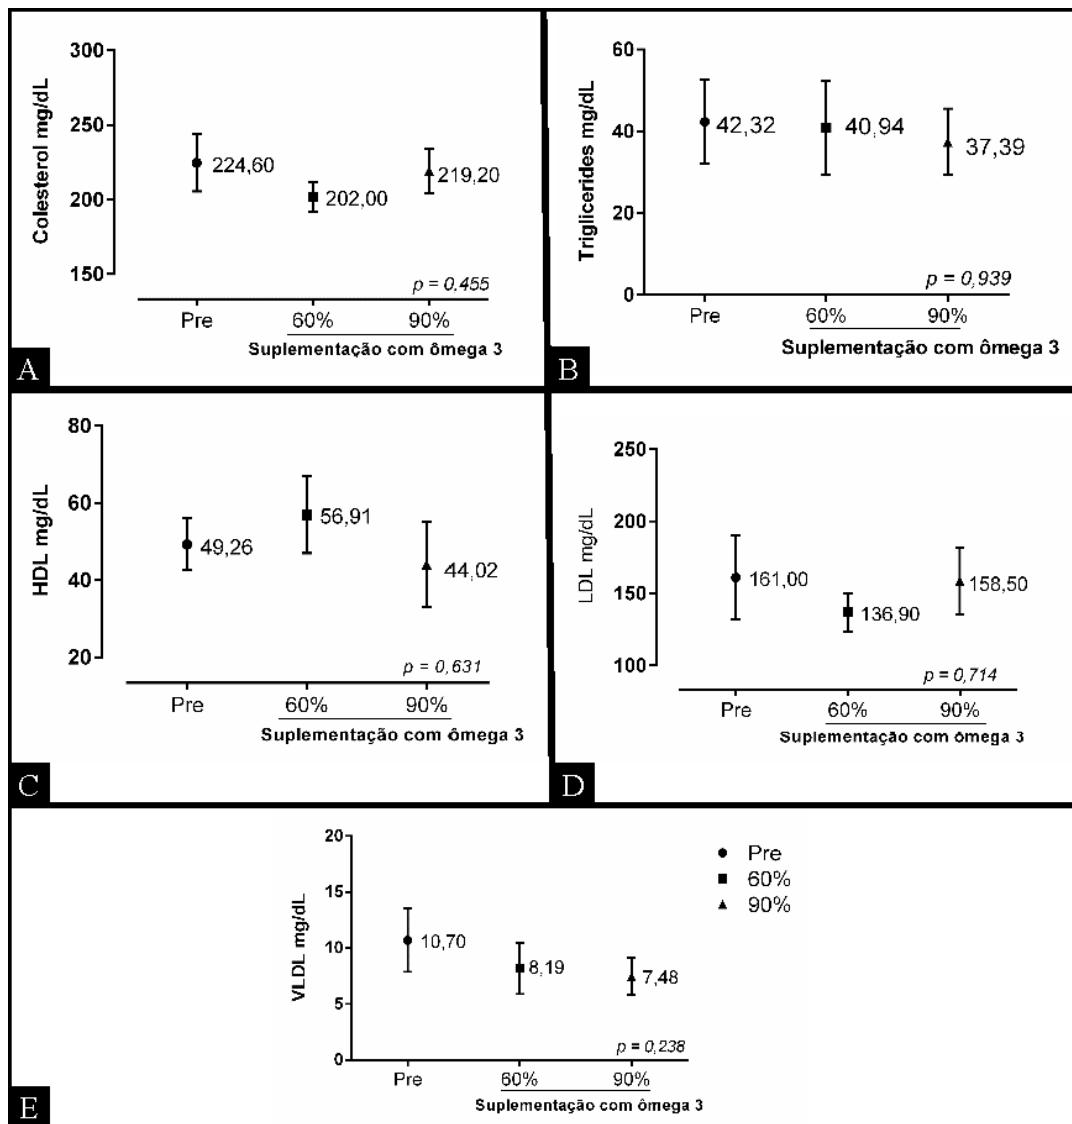 300
250
200
150
Colesterol mg/dL
224,60
202,00
219,20
p = 0,455
Pre
60%
90%
Suplementação com ômega 3
A
60
40
20
0
Triglicerides mg/dL
42,32
40,94
37,39
p = 0,939
Pre
60%
90%
Suplementação com ômega 3
B
80
60
40
20
HDL mg/dL
49,26
56,91
44,02
p = 0,631
Pre
60%
90%
Suplementação com ômega 3
C
250
200
150
100
LDL mg/dL
161,00
136,90
158,50
p = 0,714
Pre
60%
90%
Suplementação com ômega 3
D
20
15
10
5
0
VLDL mg/dL
10,70
8,19
7,48
p = 0,238
Pre
60%
90%
Suplementação com ômega 3
Pre
60%
90%
E